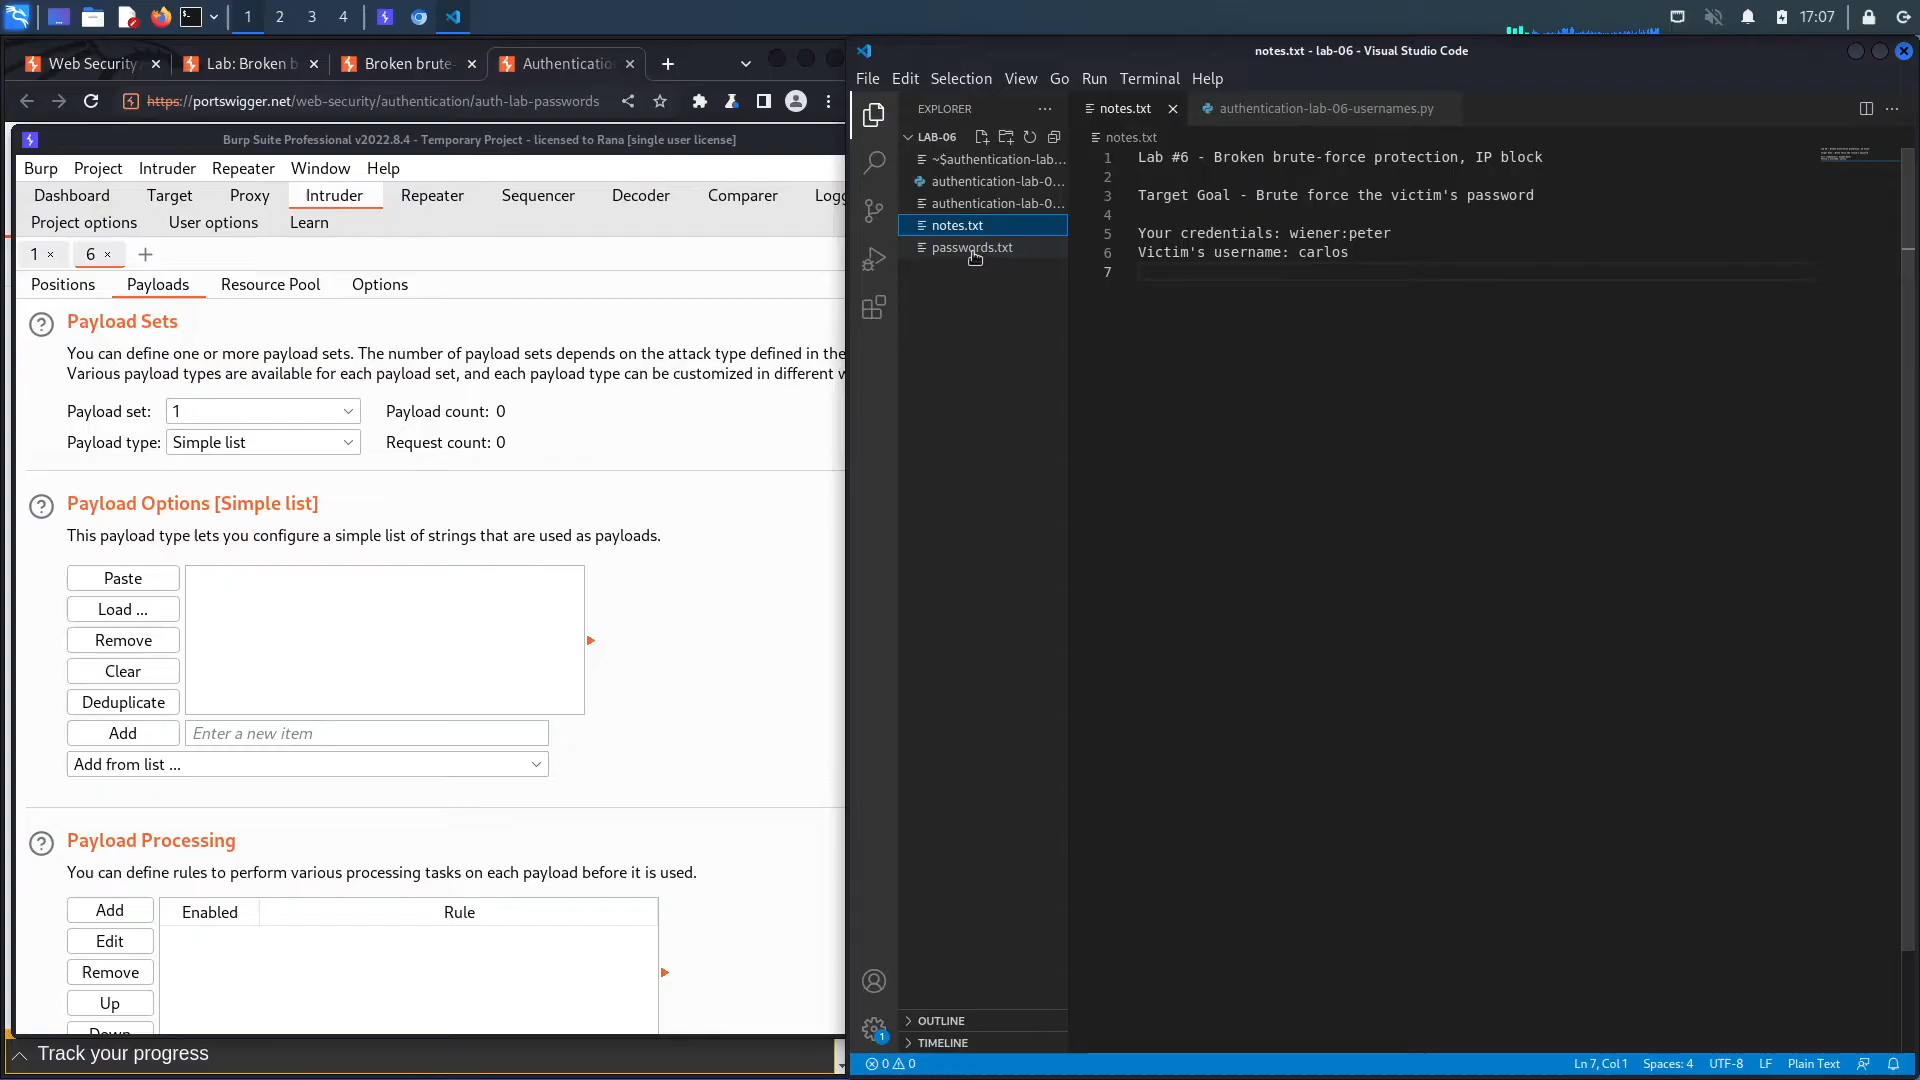 1 2 3 4
17:07
Web Security
Lab: Broken b
Broken brute-
Authentication
https://portswigger.net/web-security/authentication/auth-lab-passwords
Burp Suite Professional v2022.8.4 - Temporary Project - licensed to Rana [single user license]
Burp Project Intruder Repeater Window Help
Dashboard Target Proxy Intruder Repeater Sequencer Decoder Comparer Logg
Project options User options Learn
1 × 6 ×
Positions Payloads Resource Pool Options
Payload Sets
You can define one or more payload sets. The number of payload sets depends on the attack type defined in the
Various payload types are available for each payload set, and each payload type can be customized in different w
Payload set: 1 Payload count: 0
Payload type: Simple list Request count: 0
Payload Options [Simple list]
This payload type lets you configure a simple list of strings that are used as payloads.
Paste
Load ...
Remove
Clear
Deduplicate
Add Enter a new item
Add from list ...
Payload Processing
You can define rules to perform various processing tasks on each payload before it is used.
Add Enabled Rule
Edit
Remove
Up
Down
Track your progress
notes.txt - lab-06 - Visual Studio Code
File Edit Selection View Go Run Terminal Help
EXPLORER
LAB-06
~$authentication-lab...
authentication-lab-0...
authentication-lab-0...
notes.txt
passwords.txt
OUTLINE
TIMELINE
notes.txt authentication-lab-06-usernames.py
notes.txt
1 Lab #6 - Broken brute-force protection, IP block
2
3 Target Goal - Brute force the victim's password
4
5 Your credentials: wiener:peter
6 Victim's username: carlos
7
1
0 0 Ln 7, Col 1 Spaces: 4 UTF-8 LF Plain Text